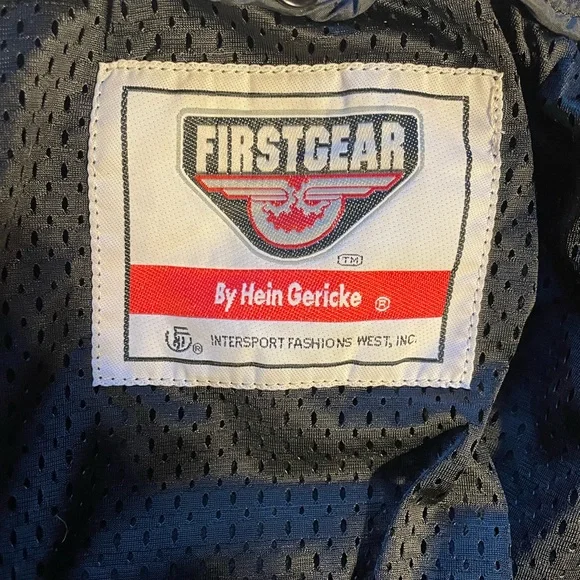 FIRSTGEAR
TM
By Hein Gericke ®
® INTERSPORT FASHIONS WEST, INC.